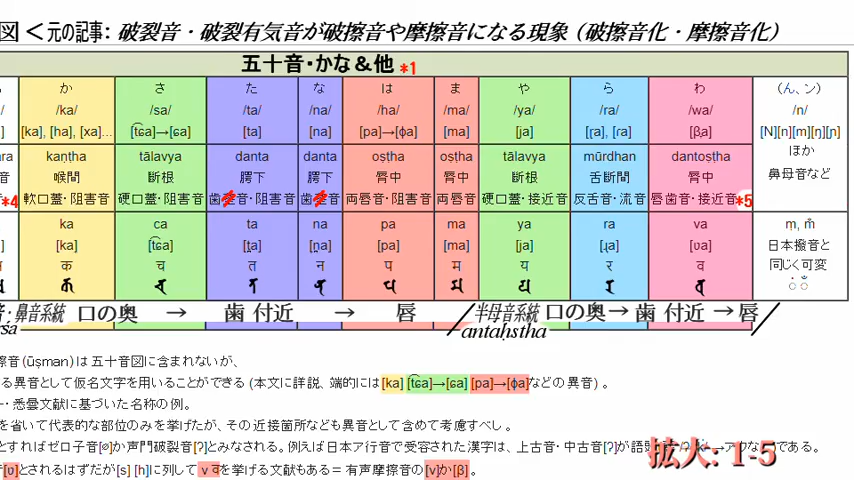 図＜元の記事: 破裂音・破裂有気音が破擦音や摩擦音になる現象（破擦音化・摩擦音化）
五十音・かな＆他 *1
か さ た な は ま や ら わ （ん、ン）
/ka/ /sa/ /ta/ /na/ /ha/ /ma/ /ya/ /ra/ /wa/ /n/
[ka], [ha], [xa]... [t͡ɕa]→[ɕa] [ta] [na] [pa]→[ɸa] [ma] [ja] [ɽa], [ra] [βa] [N][n][m][ŋ][ɲ]
ほか
鼻母音など
kaṇṭha tālavya danta danta oṣṭha oṣṭha tālavya mūrdhan dantoṣṭha
喉間 断根 腭下 腭下 脣中 脣中 断根 舌断間 脣中
*4 軟口蓋・阻害音 硬口蓋・阻害音 歯音・阻害音 歯音 両唇音・阻害音 両唇音 硬口蓋・接近音 反舌音・流音 唇歯音・接近音 *5
ka ca ta na pa ma ya ra va ṃ, m̐
[ka] [t͡ɕa] [t̪a] [n̪a] [pa] [ma] [ja] [ɻa] [ʋa] 日本撥音と
क च त न प म य र व 同じく可変
鼻音系統 口の奥 → 歯 付近 → 唇 半母音系統 口の奥→ 歯 付近 →唇
antaḥstha
擦音 (ūṣman) は五十音図に含まれないが、
る異音として仮名文字を用いることができる (本文に詳説、端的には [ka] [t͡ɕa]→[ɕa] [pa]→[ɸa] などの異音) 。
・悉曇文献に基づいた名称の例。
を省いて代表的な部位のみを挙げたが、その近接箇所なども異音として含めて考慮すべし。
とすればゼロ子音[∅]か声門破裂音[ʔ]とみなされる。例えば日本ア行音で受容された漢字は、上古音・中古音[ʔ]が語
[ʋ]とされるはずだが[s] [h]に列して v व を挙げる文献もある＝有声摩擦音の [v]か[β] 。
拡大: 1-5